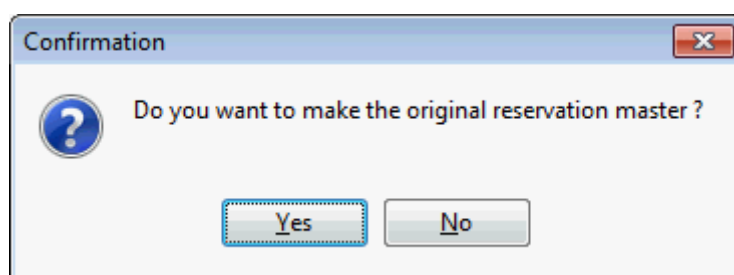 Confirmation
Do you want to make the original reservation master ?
Yes
No